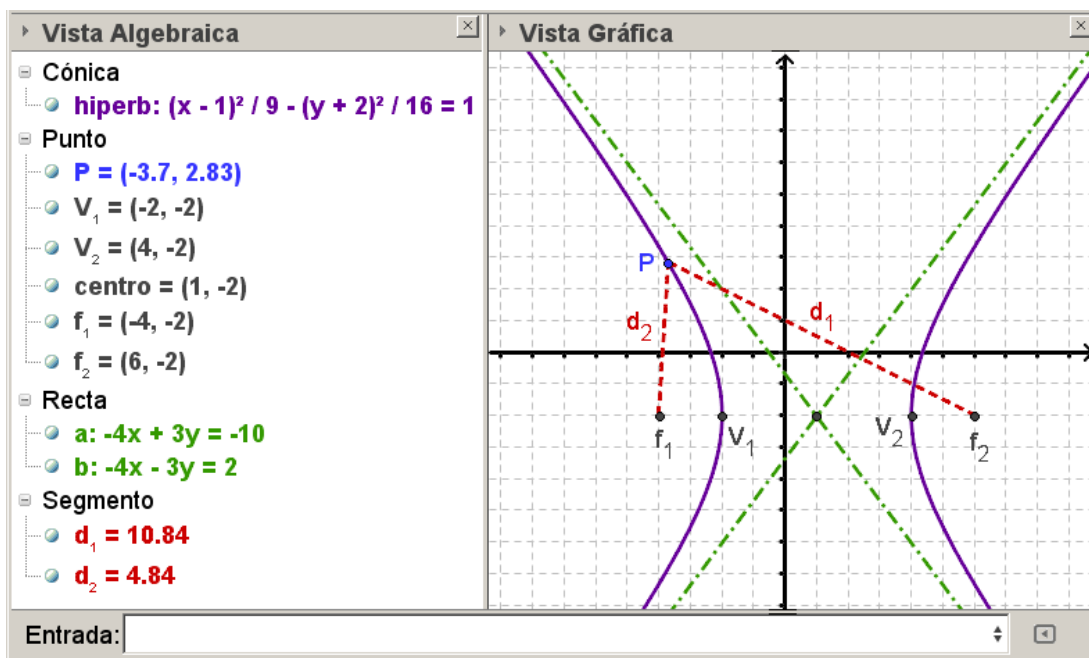 Vista Algebraica
Cónica
hiperb: (x - 1)² / 9 - (y + 2)² / 16 = 1
Punto
P = (-3.7, 2.83)
V₁ = (-2, -2)
V₂ = (4, -2)
centro = (1, -2)
f₁ = (-4, -2)
f₂ = (6, -2)
Recta
a: -4x + 3y = -10
b: -4x - 3y = 2
Segmento
d₁ = 10.84
d₂ = 4.84
Vista Gráfica
P
d₂
d₁
f₁
V₁
V₂
f₂
Entrada: